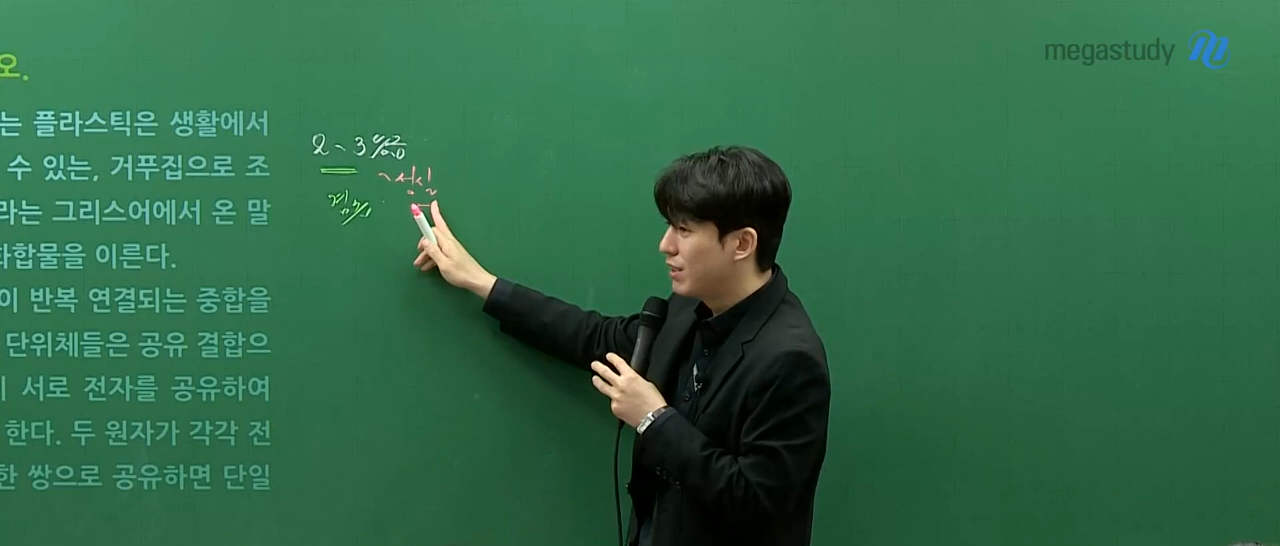 megastudy
오.
는 플라스틱은 생활에서
수 있는, 거푸집으로 조
라는 그리스어에서 온 말
화합물을 이른다.
이 반복 연결되는 중합을
단위체들은 공유 결합으
서로 전자를 공유하여
한다. 두 원자가 각각 전
한 쌍으로 공유하면 단일
2~3등급
~성실